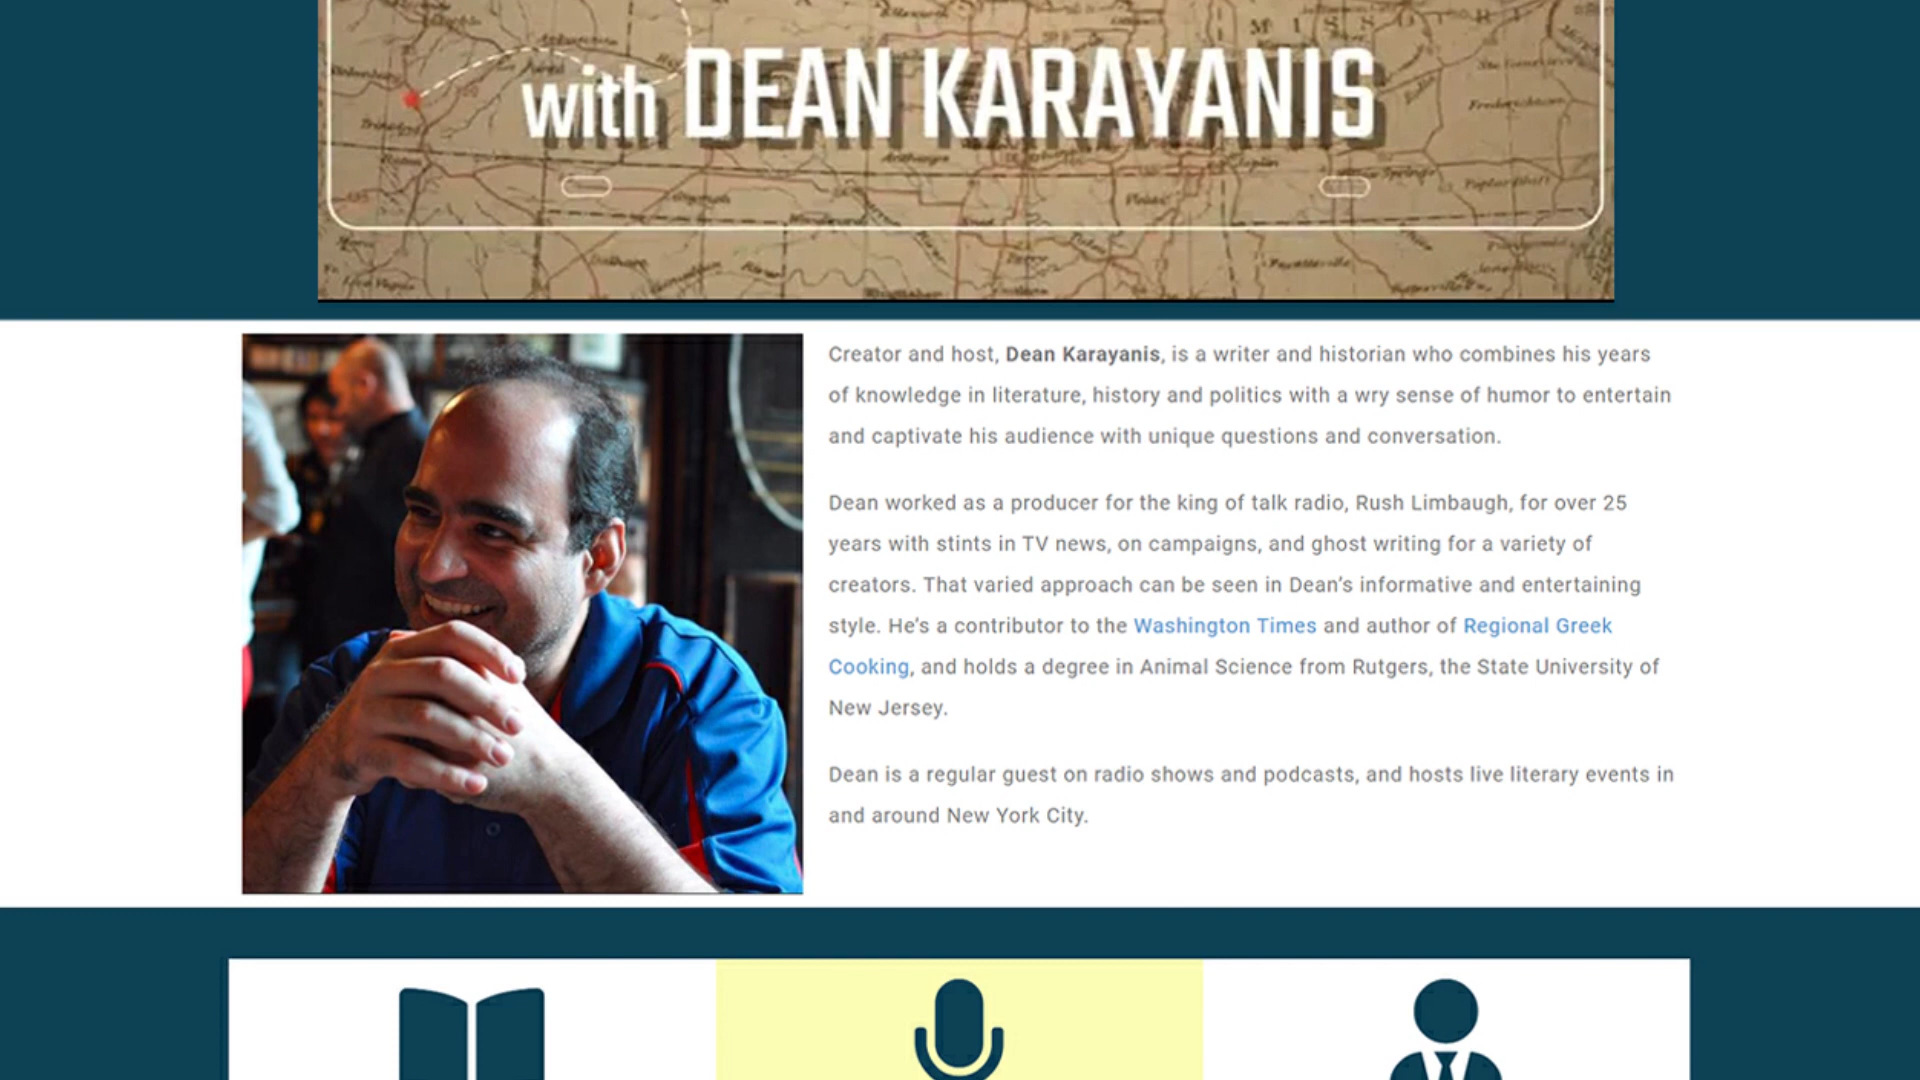 with DEAN KARAYANIS
Creator and host, Dean Karayanis, is a writer and historian who combines his years
of knowledge in literature, history and politics with a wry sense of humor to entertain
and captivate his audience with unique questions and conversation.
Dean worked as a producer for the king of talk radio, Rush Limbaugh, for over 25
years with stints in TV news, on campaigns, and ghost writing for a variety of
creators. That varied approach can be seen in Dean’s informative and entertaining
style. He’s a contributor to the Washington Times and author of Regional Greek
Cooking, and holds a degree in Animal Science from Rutgers, the State University of
New Jersey.
Dean is a regular guest on radio shows and podcasts, and hosts live literary events in
and around New York City.